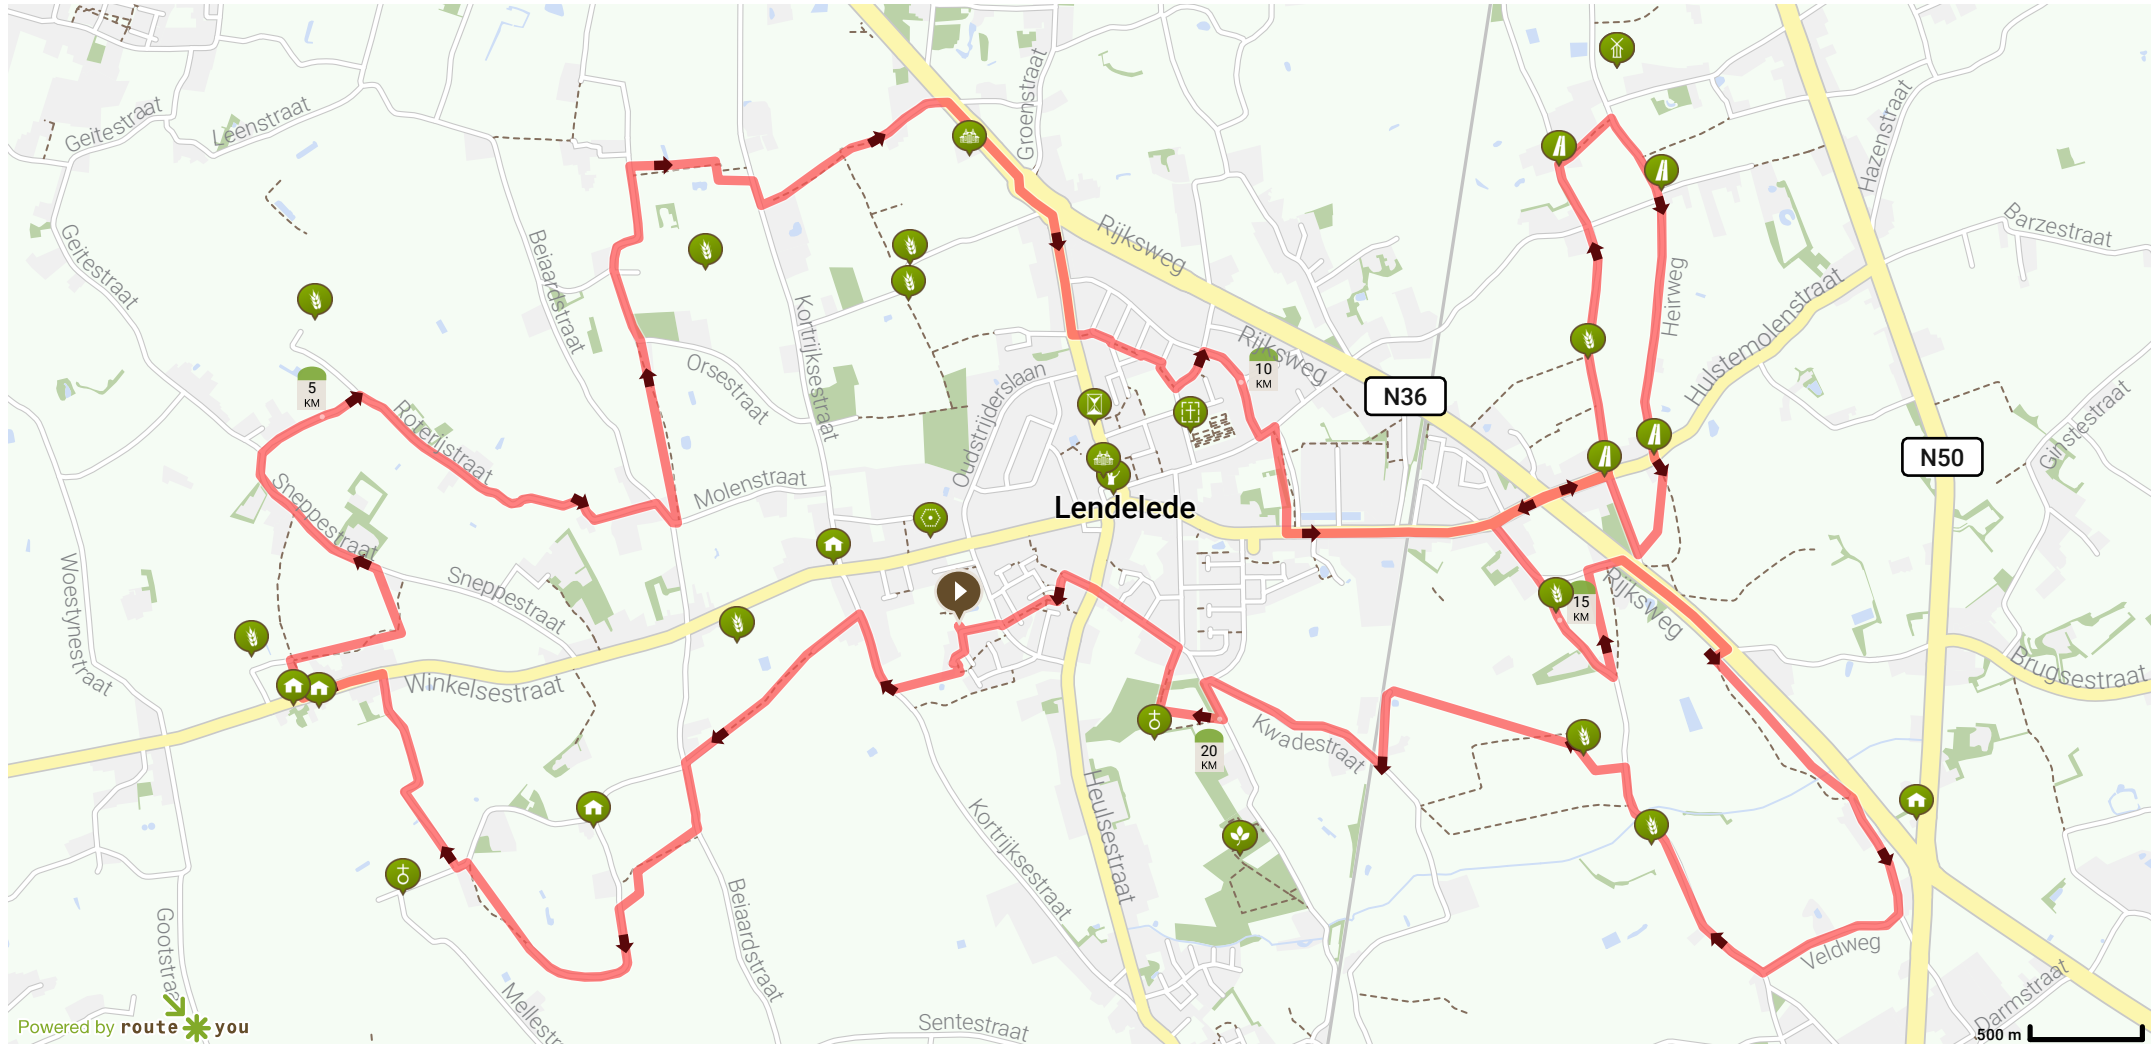 Geitestraat
Leenstraat
Groenstraat
Hazenstraat
Geitestraat
Beiaardstraat
Rijksweg
Barzestraat
Kortrijksestraat
Heirweg
Hulstemolenstraat
Orsestraat
Rijksweg
5
KM
10
KM
N36
Oudstrijderslaan
Roterijstraat
Ginstestraat
N50
Sneppestraat
Molenstraat
Lendelede
Woestynestraat
Sneppestraat
15
KM
Rijksweg
Brugsestraat
Winkelsestraat
Kwadestraat
20
KM
Heulsestraat
Kortrijksestraat
Beiaardstraat
Gootstraat
Veldweg
Mellestr
Darmstraat
Sentestraat
Powered by route you
500 m